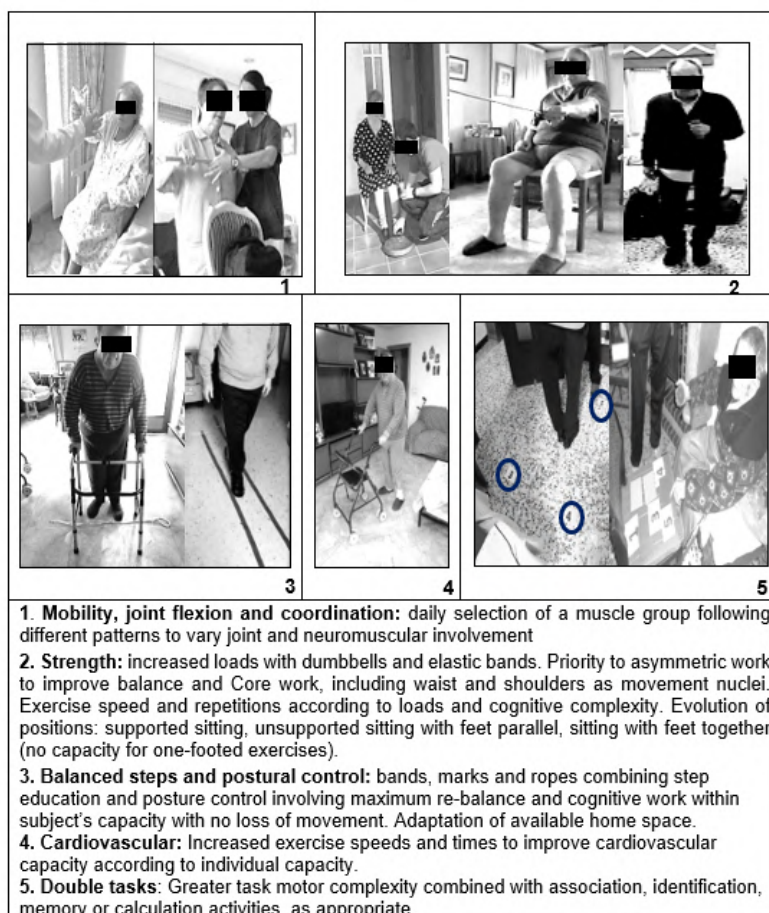 1
2
3
4
5
1. Mobility, joint flexion and coordination: daily selection of a muscle group following
different patterns to vary joint and neuromuscular involvement
2. Strength: increased loads with dumbbells and elastic bands. Priority to asymmetric work
to improve balance and Core work, including waist and shoulders as movement nuclei.
Exercise speed and repetitions according to loads and cognitive complexity. Evolution of
positions: supported sitting, unsupported sitting with feet parallel, sitting with feet together
(no capacity for one-footed exercises).
3. Balanced steps and postural control: bands, marks and ropes combining step
education and posture control involving maximum re-balance and cognitive work within
subject's capacity with no loss of movement. Adaptation of available home space.
4. Cardiovascular: Increased exercise speeds and times to improve cardiovascular
capacity according to individual capacity.
5. Double tasks: Greater task motor complexity combined with association, identification,
memory or calculation activities, as appropriate